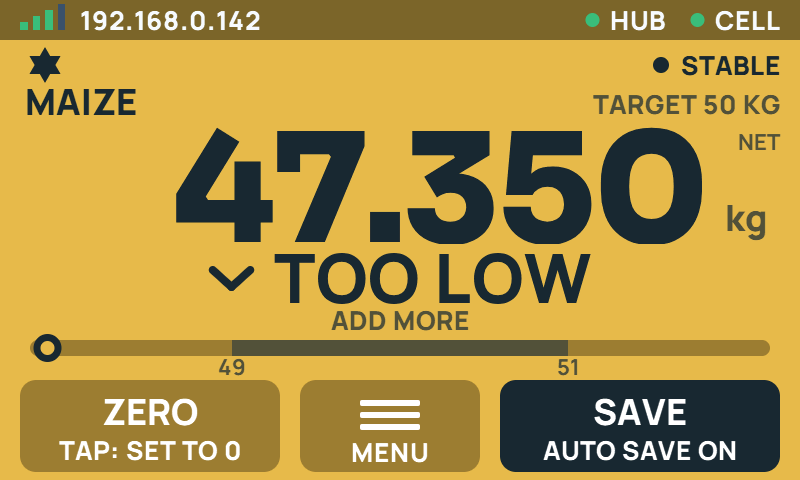 192.168.0.142
HUB
CELL
MAIZE
STABLE
TARGET 50 KG
NET
47.350 kg
TOO LOW
ADD MORE
49
51
ZERO
TAP: SET TO 0
MENU
SAVE
AUTO SAVE ON